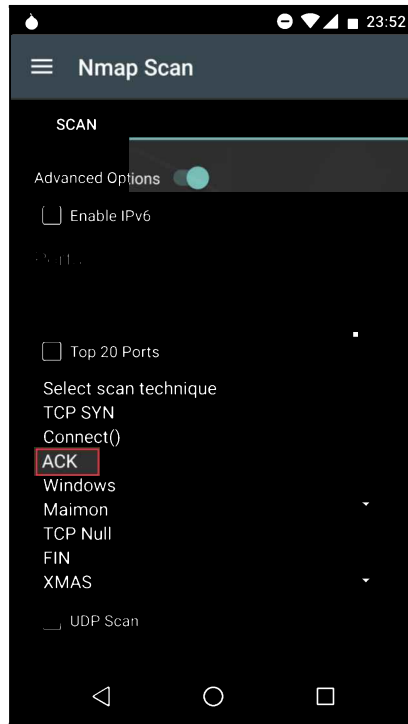 23:52
Nmap Scan
SCAN
Advanced Options
Enable IPv6
Top 20 Ports
Select scan technique
TCP SYN
Connect()
ACK
Windows
Maimon
TCP Null
FIN
XMAS
UDP Scan